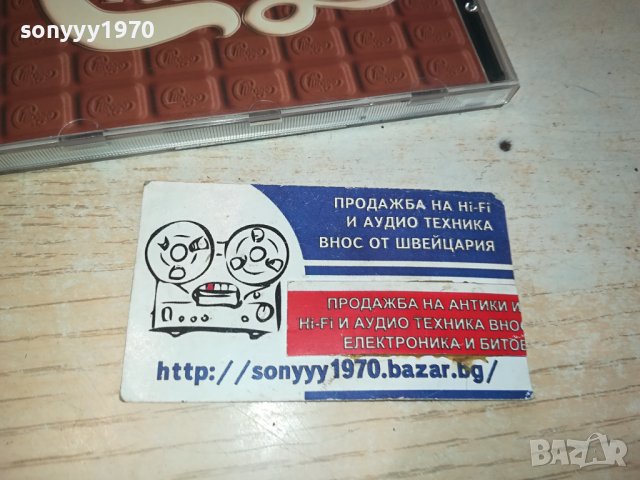 sonyyy1970
sonyyy1970
ПРОДАЖБА НА Hi-Fi
И АУДИО ТЕХНИКА
ВНОС ОТ ШВЕЙЦАРИЯ
ПРОДАЖБА НА АНТИКИ И
Hi-Fi И АУДИО ТЕХНИКА ВНОС
ЕЛЕКТРОНИКА И БИТОВ
http://sonyyy1970.bazar.bg/
BAZAR